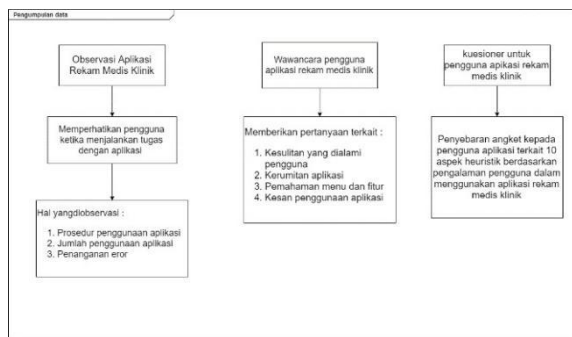 Pengumpulan data
Observasi Aplikasi
Rekam Medis Klinik
Memperhatikan pengguna
ketika menjalankan tugas
dengan aplikasi
Hal yangdiobservasi :
1. Prosedur penggunaan aplikasi
2. Jumlah penggunaan aplikasi
3. Penanganan eror
Wawancara pengguna
aplikasi rekam medis klinik
Memberikan pertanyaan terkait :
1. Kesulitan yang dialami
pengguna
2. Kerumitan aplikasi
3. Pemahaman menu dan fitur
4. Kesan penggunaan aplikasi
kuesioner untuk
pengguna apikasi rekam
medis klinik
Penyebaran angket kepada
pengguna aplikasi terkait 10
aspek heuristik berdasarkan
pengalaman pengguna dalam
menggunakan aplikasi rekam
medis klinik